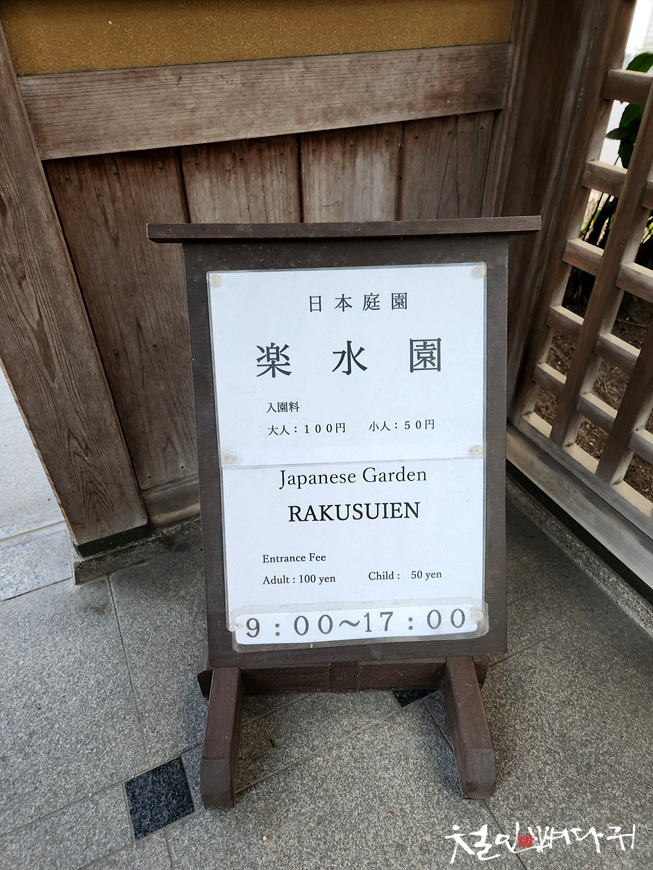 日本庭園
楽水園
入園料
大人：１００円　小人：５０円
Japanese Garden
RAKUSUIEN
Entrance Fee
Adult : 100 yen　Child :　50 yen
９：００～１７：００